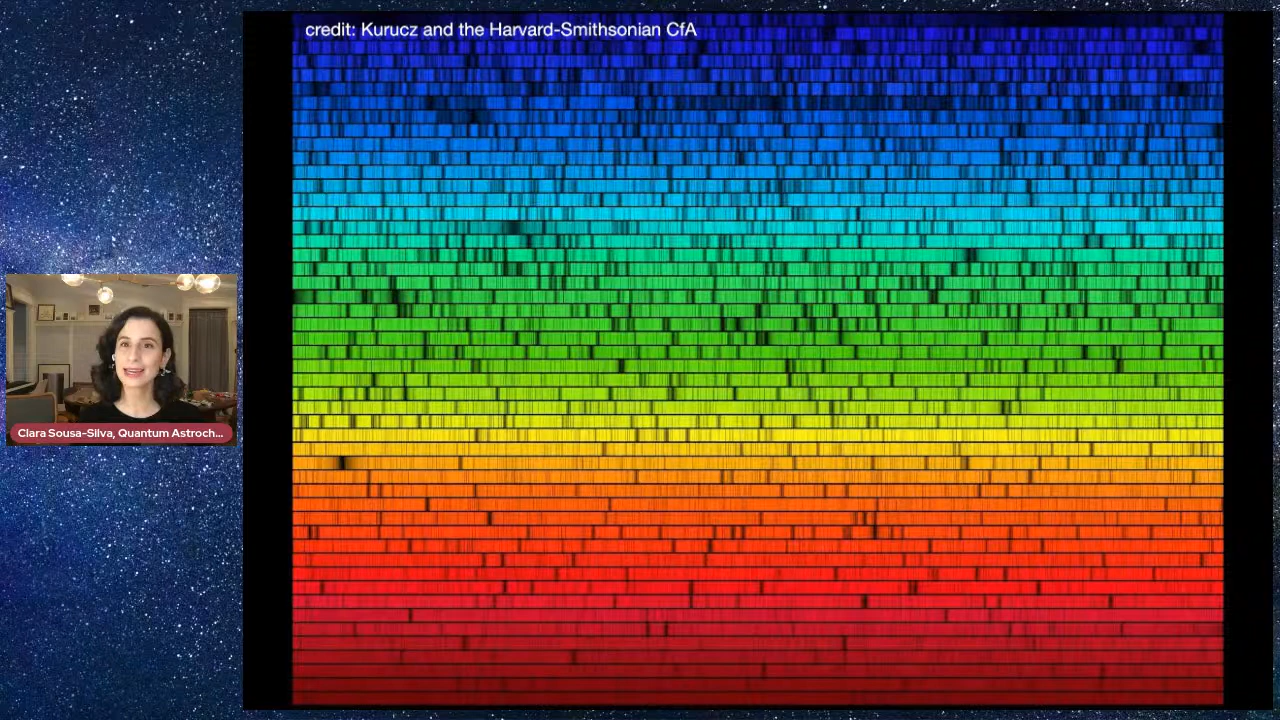 credit: Kurucz and the Harvard-Smithsonian CfA
Clara Sousa-Silva, Quantum Astroch...